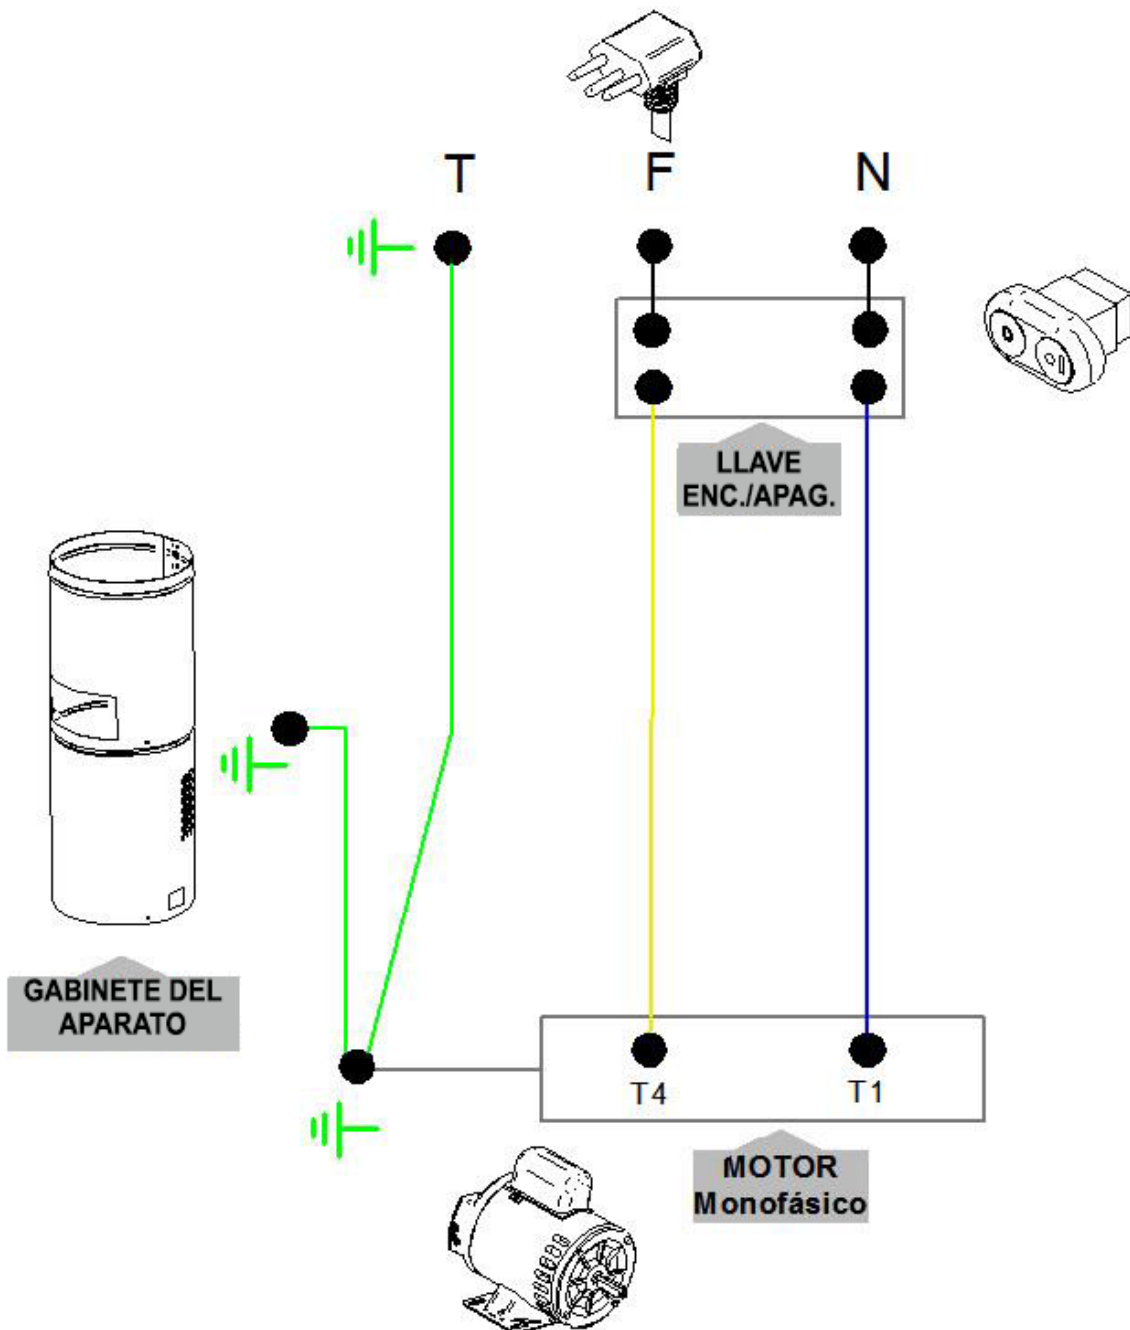 T F N
LLAVE
ENC./APAG.
GABINETE DEL
APARATO
T4 T1
MOTOR
Monofásico